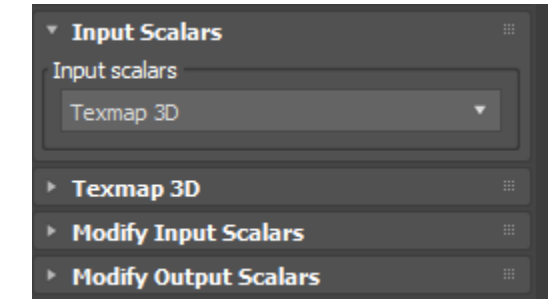 Input Scalars
Input scalars
Texmap 3D
Texmap 3D
Modify Input Scalars
Modify Output Scalars